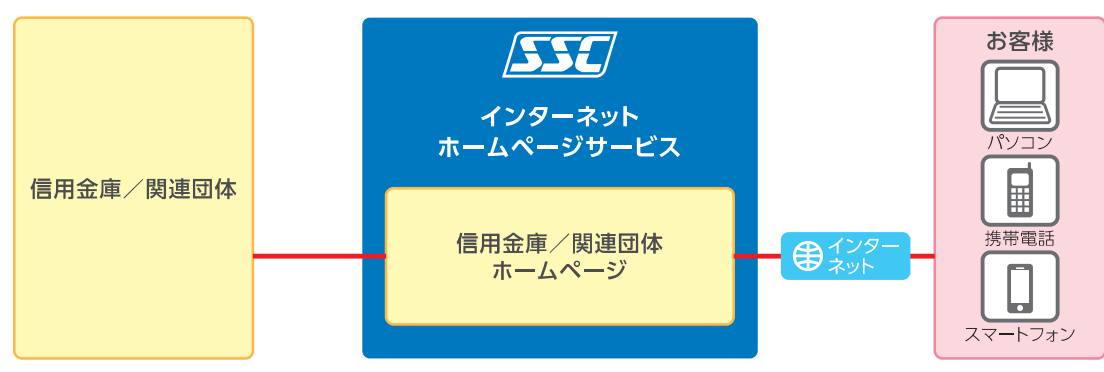 信用金庫／関連団体
SSC
インターネット
ホームページサービス
信用金庫／関連団体
ホームページ
インター
ネット
お客様
パソコン
携帯電話
スマートフォン